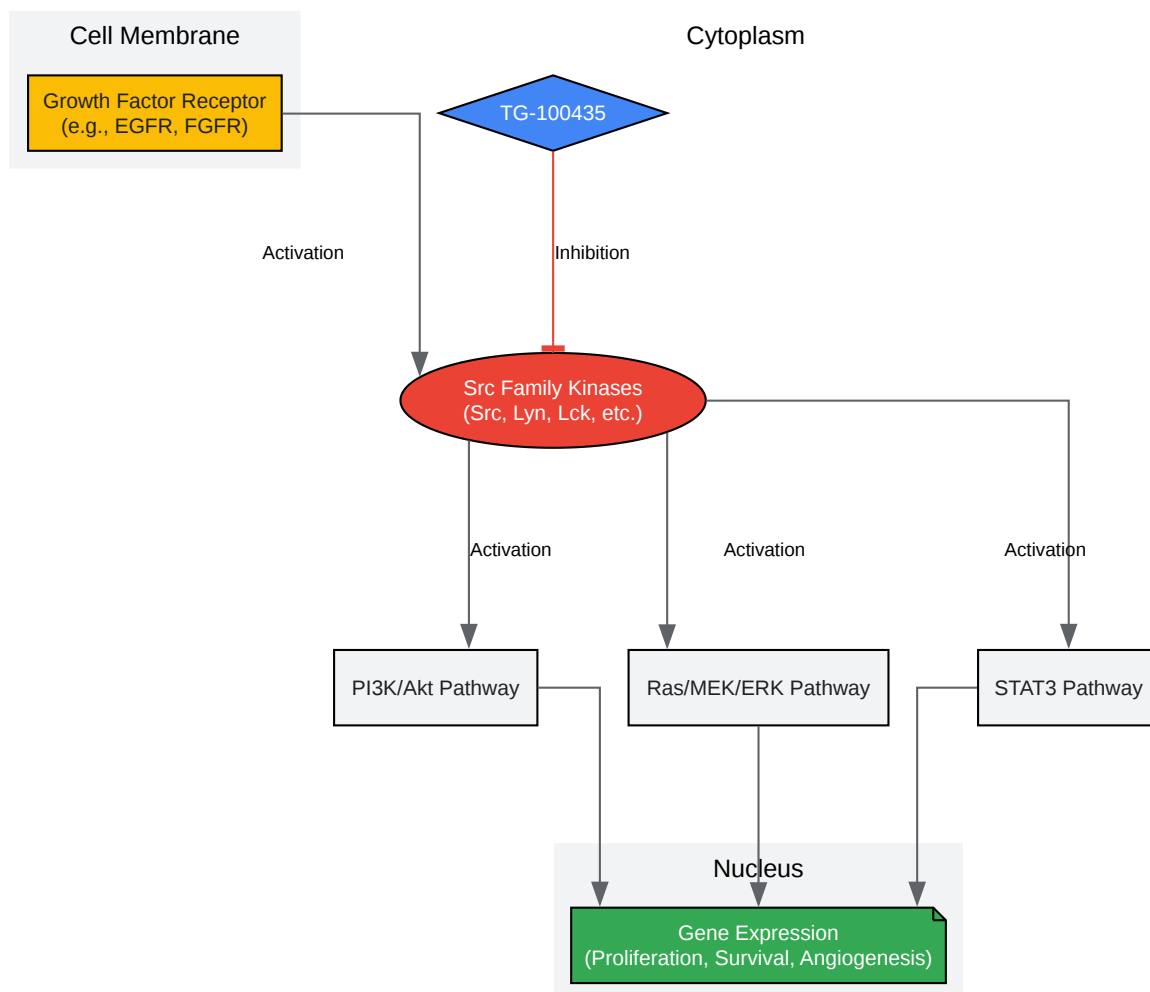 Cell Membrane
Cytoplasm
Growth Factor Receptor
(e.g., EGFR, FGFR)
TG-100435
Activation
Inhibition
Src Family Kinases
(Src, Lyn, Lck, etc.)
Activation
Activation
Activation
PI3K/Akt Pathway
Ras/MEK/ERK Pathway
STAT3 Pathway
Nucleus
Gene Expression
(Proliferation, Survival, Angiogenesis)